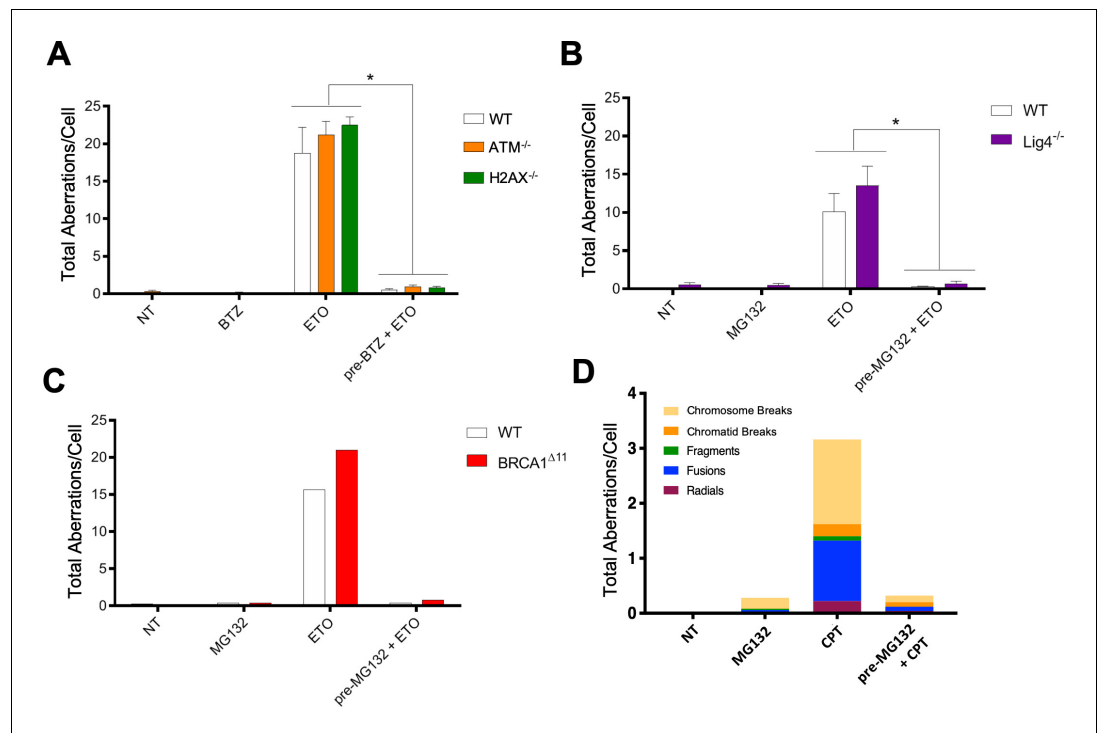 A
Total Aberrations/Cell
25
20
15
10
5
0
NT
BTZ
ETO
pre-BTZ + ETO
*
WT
ATM-/-
H2AX-/-
B
Total Aberrations/Cell
25
20
15
10
5
0
NT
MG132
ETO
pre-MG132 + ETO
*
WT
Lig4-/-
C
Total Aberrations/Cell
25
20
15
10
5
0
NT
MG132
ETO
pre-MG132 + ETO
WT
BRCA1Δ11
D
Total Aberrations/Cell
4
3
2
1
0
Chromosome Breaks
Chromatid Breaks
Fragments
Fusions
Radials
NT
MG132
CPT
pre-MG132
+ CPT